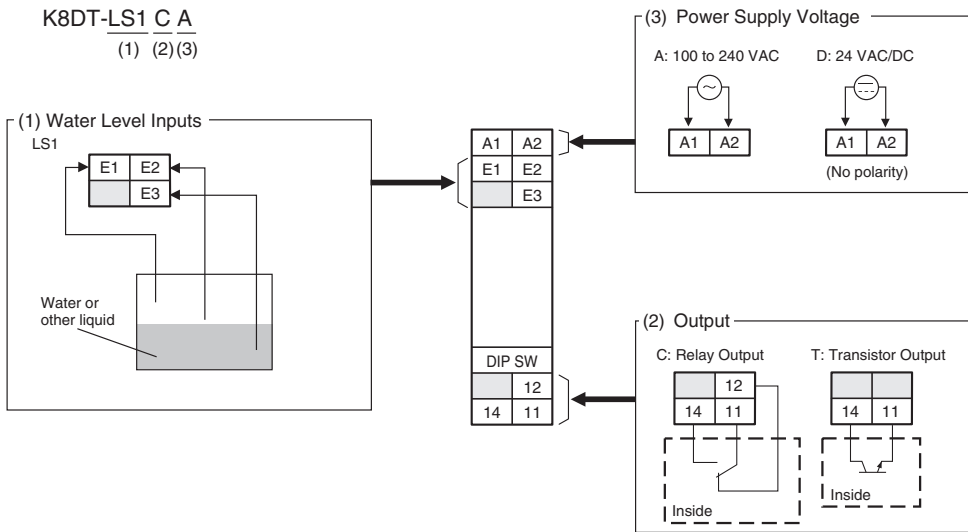 K8DT-LS1 C A
(1) (2) (3)
(1) Water Level Inputs
LS1
E1 E2
E3
Water or
other liquid
A1 A2
E1 E2
E3
DIP SW
12
14 11
(3) Power Supply Voltage
A: 100 to 240 VAC
D: 24 VAC/DC
A1 A2
A1 A2
(No polarity)
(2) Output
C: Relay Output
T: Transistor Output
12
14 11
14 11
Inside
Inside